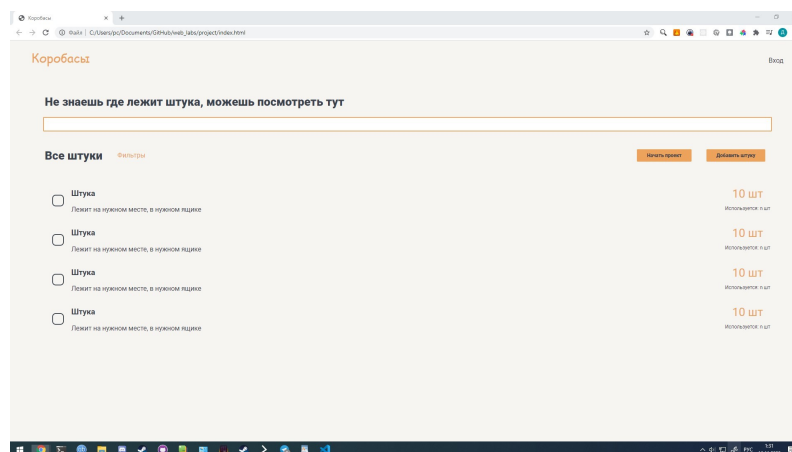 Коробасы
Файл | C:/Users/pc/Documents/GitHub/web_labs/project/index.html
Коробасы
Вход
Не знаешь где лежит штука, можешь посмотреть тут
Все штуки
Фильтры
Начать проект
Добавить штуку
Штука
10 шт
Лежит на нужном месте, в нужном ящике
Используется: n шт
Штука
10 шт
Лежит на нужном месте, в нужном ящике
Используется: n шт
Штука
10 шт
Лежит на нужном месте, в нужном ящике
Используется: n шт
Штука
10 шт
Лежит на нужном месте, в нужном ящике
Используется: n шт
1:31
РУС